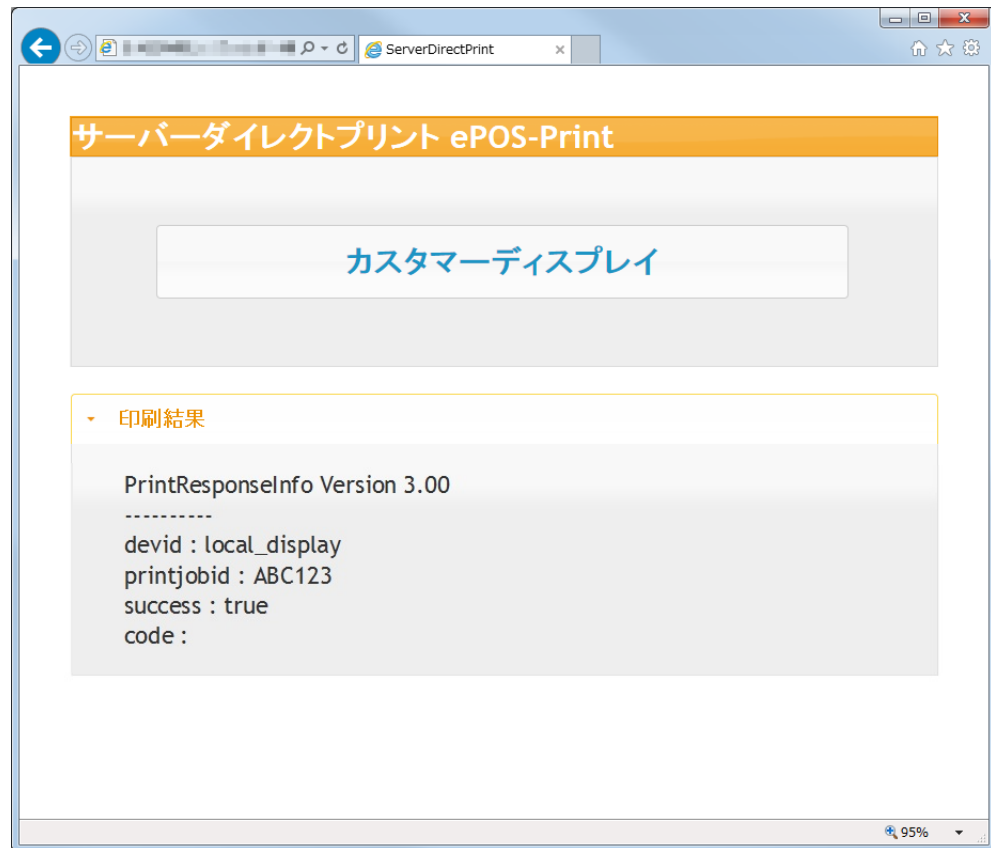 ServerDirectPrint
サーバーダイレクトプリント ePOS-Print
カスタマーディスプレイ
印刷結果
PrintResponseInfo Version 3.00
----------
devid : local_display
printjobid : ABC123
success : true
code :
95%